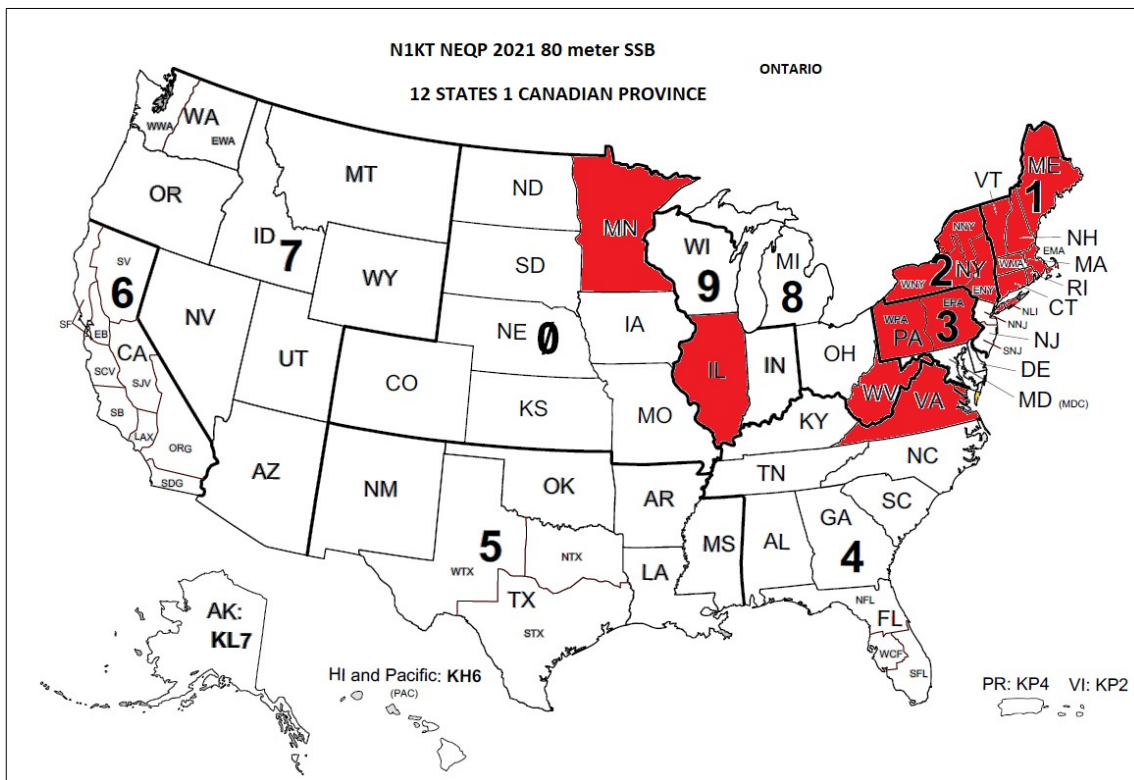 N1KT NEQP 2021 80 meter SSB
ONTARIO
12 STATES 1 CANADIAN PROVINCE
WWA
WA
EWA
OR
MT
ID
7
WY
ND
SD
NE
0
KS
MN
IA
MO
WI
9
MI
8
IL
IN
OH
KY
VT
ME
1
NH
EMA
MA
WMA
RI
CT
NNY
2
NY
WNY
ENY
NLI
NNJ
NJ
SNJ
EPA
WPA
3
PA
DE
MD (MDC)
WV
VA
SV
6
SF
EB
CA
SCV
SJV
SB
LAX
ORG
SDG
NV
UT
CO
AZ
NM
OK
AR
TN
NC
SC
GA
4
MS
AL
LA
5
NTX
WTX
TX
STX
NFL
FL
WCF
SFL
AK:
KL7
HI and Pacific: KH6
(PAC)
PR: KP4
VI: KP2